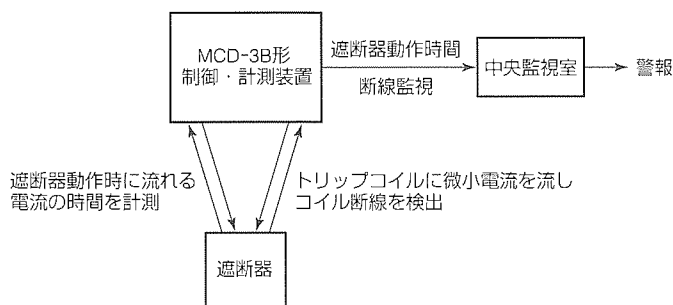 MCD-3B形
制御・計測装置
遮断器動作時間
断線監視
中央監視室
警報
遮断器動作時に流れる
電流の時間を計測
トリップコイルに微小電流を流し
コイル断線を検出
遮断器